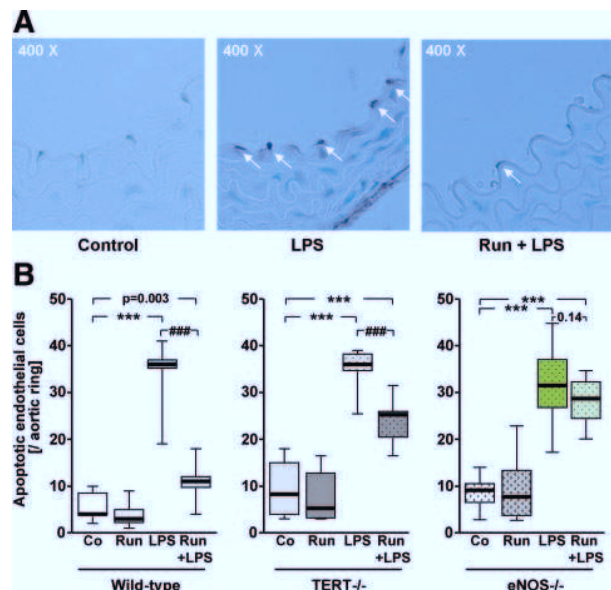 A
400 X 400 X 400 X
Control LPS Run + LPS
B
Apoptotic endothelial cells
[/ aortic ring]
50 50 50
40 40 40
30 30 30
20 20 20
10 10 10
0 0 0
p=0.003 *** ***
*** ### *** ### *** 0.14
Co Run LPS Run Co Run LPS Run Co Run LPS Run
+LPS +LPS +LPS
Wild-type TERT-/- eNOS-/-